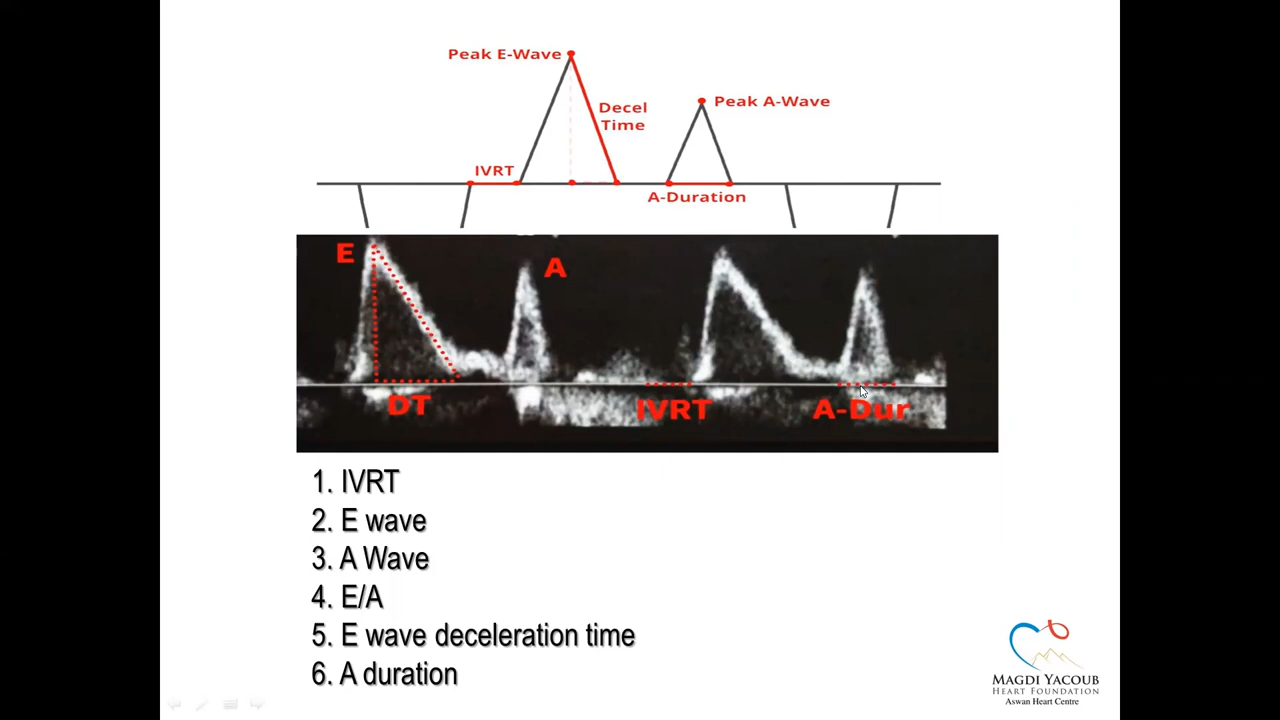 Peak E-Wave
Decel
Time
Peak A-Wave
IVRT
A-Duration
E
A
DT
IVRT
A-Dur
1. IVRT
2. E wave
3. A Wave
4. E/A
5. E wave deceleration time
6. A duration
MAGDI YACOUB
HEART FOUNDATION
Aswan Heart Centre